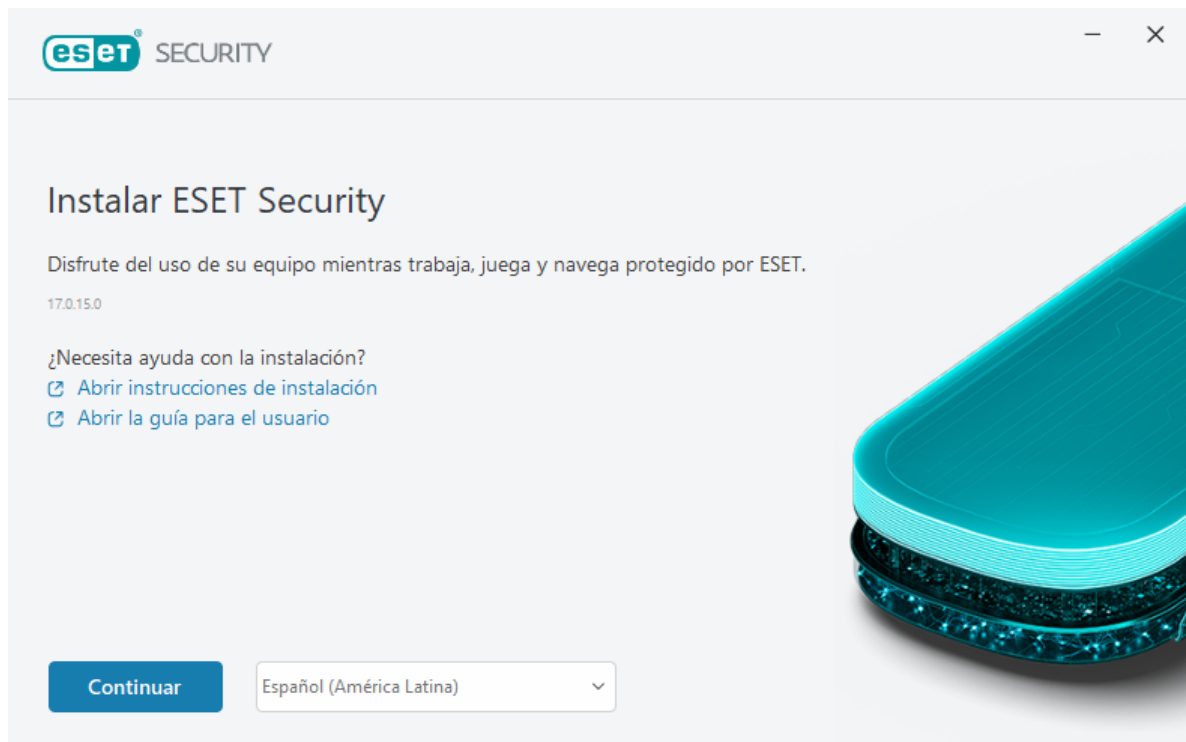 eset® SECURITY
Instalar ESET Security
Disfrute del uso de su equipo mientras trabaja, juega y navega protegido por ESET.
17.0.15.0
¿Necesita ayuda con la instalación?
Abrir instrucciones de instalación
Abrir la guía para el usuario
Continuar
Español (América Latina)